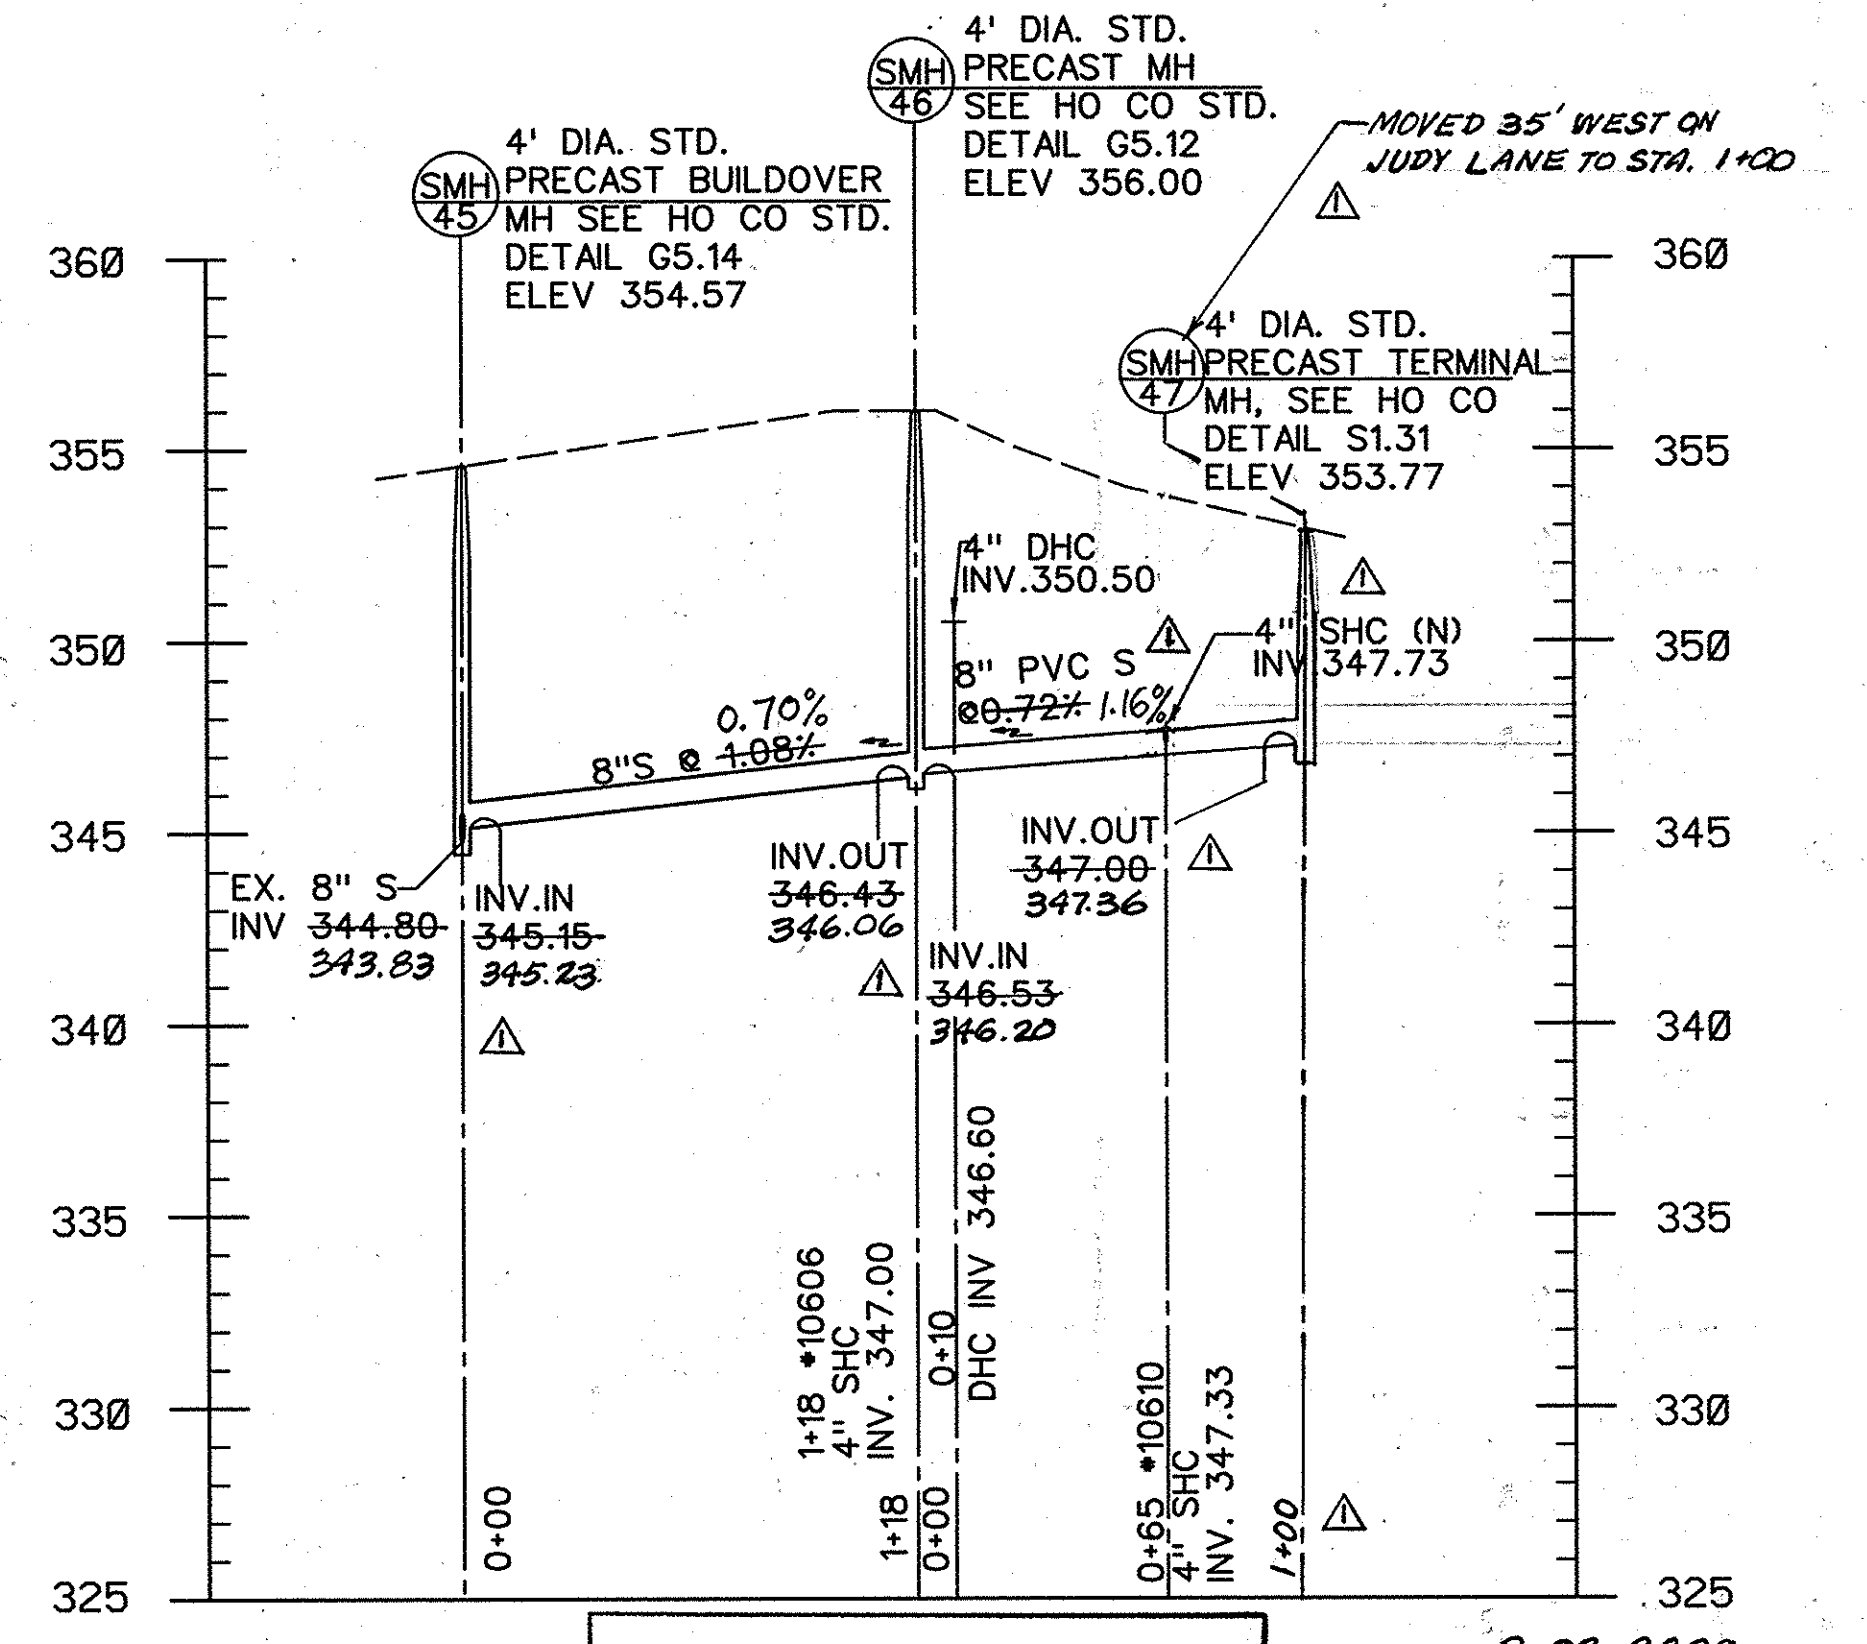 4' DIA. STD.
PRECAST MH
SEE HO CO STD.
DETAIL G5.12
ELEV 356.00
SMH
46
MOVED 35' WEST ON
JUDY LANE TO STA. 1+00
1
4' DIA. STD.
PRECAST BUILDOVER
MH SEE HO CO STD.
DETAIL G5.14
ELEV 354.57
SMH
45
4' DIA. STD.
PRECAST TERMINAL
MH, SEE HO CO
DETAIL S1.31
ELEV 353.77
SMH
47
360
355
350
345
340
335
330
325
360
355
350
345
340
335
330
325
4" DHC
INV.350.50
1
1
4" SHC (N)
INV 347.73
8" PVC S
@0.72% 1.16%
0.70%
8"S @ 1.08%
EX. 8" S
INV 344.80
343.83
INV.IN
345.15
345.23
1
INV.OUT
346.43
346.06
1
INV.IN
346.53
346.20
INV.OUT
347.00
347.36
1
0+00
1+18 *10606
4" SHC
INV. 347.00
1+18
0+00
0+10
DHC INV 346.60
0+65 *10610
4" SHC
INV. 347.33
1+00
1